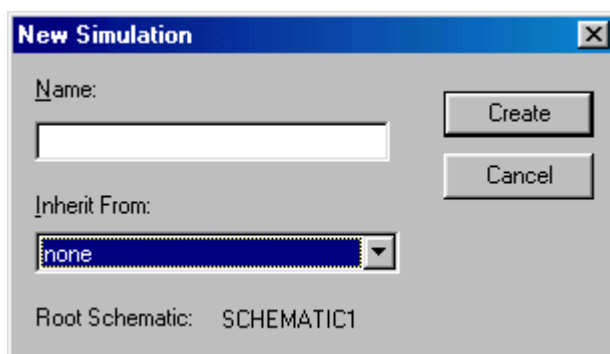 New Simulation
Name:
Create
Cancel
Inherit From:
none
Root Schematic: SCHEMATIC1